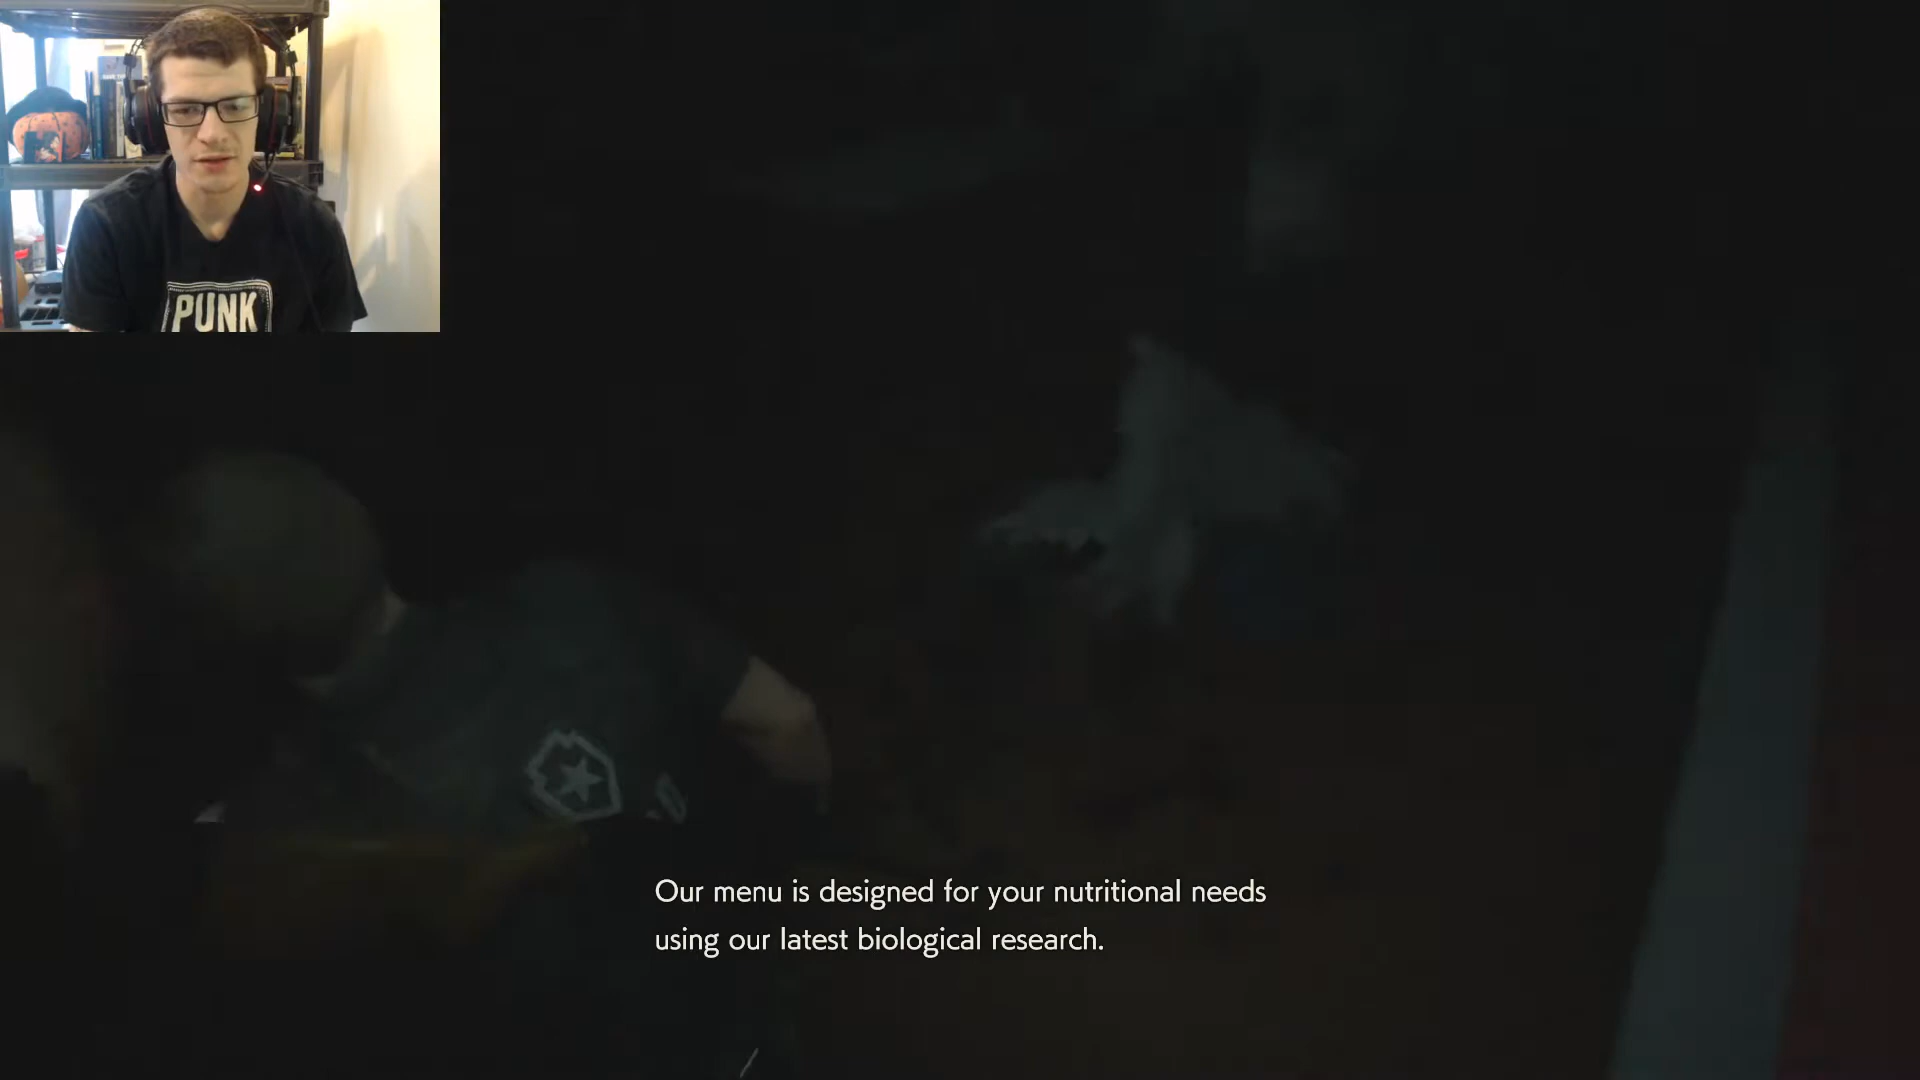 PUNK
Our menu is designed for your nutritional needs
using our latest biological research.